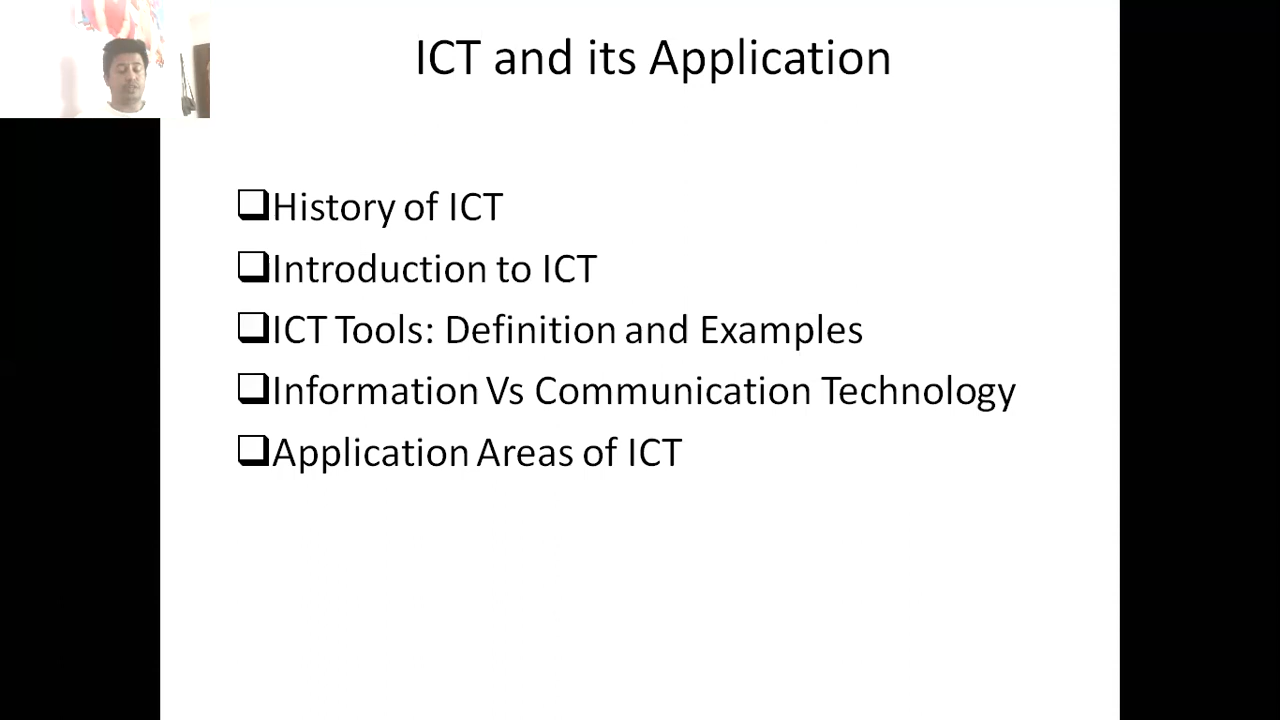 ICT and its Application
❑History of ICT
❑Introduction to ICT
❑ICT Tools: Definition and Examples
❑Information Vs Communication Technology
❑Application Areas of ICT